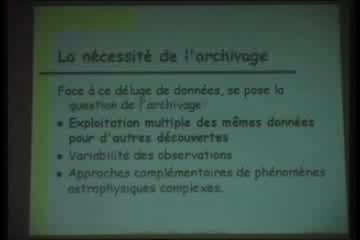 La nécessité de l'archivage
Face à ce déluge de données, se pose la
question de l'archivage:
• Exploitation multiple des mêmes données
pour d'autres découvertes
• Variabilité des observations
• Approches complémentaires de phénomènes
astrophysiques complexes.